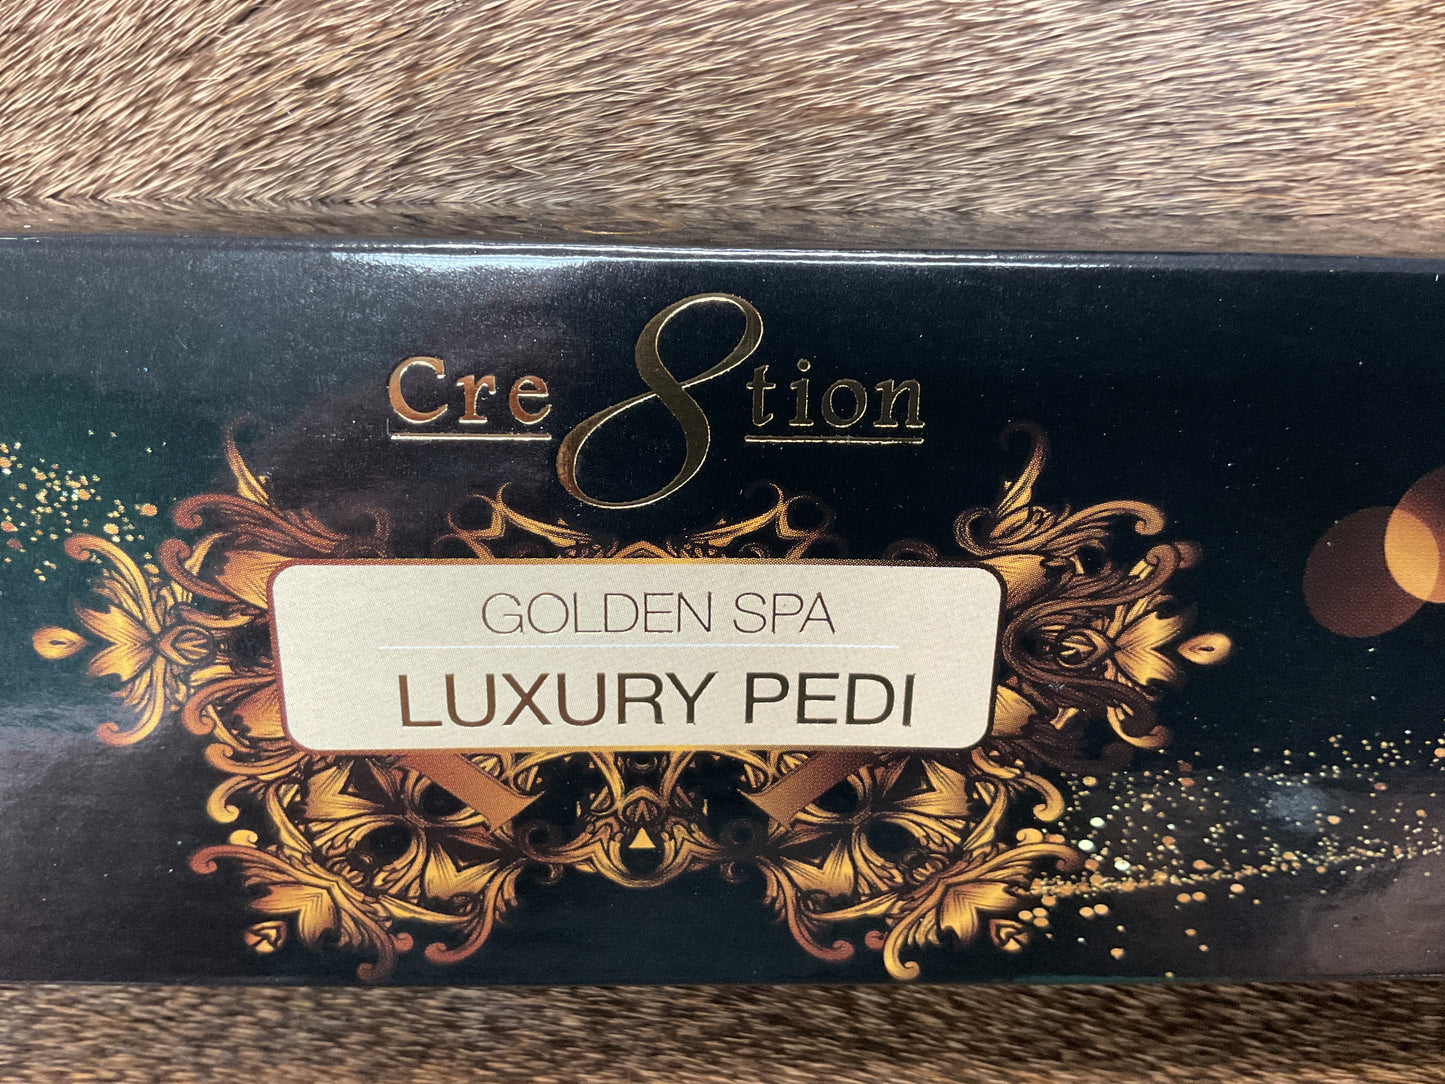 Cre8tion
GOLDEN SPA
LUXURY PEDI